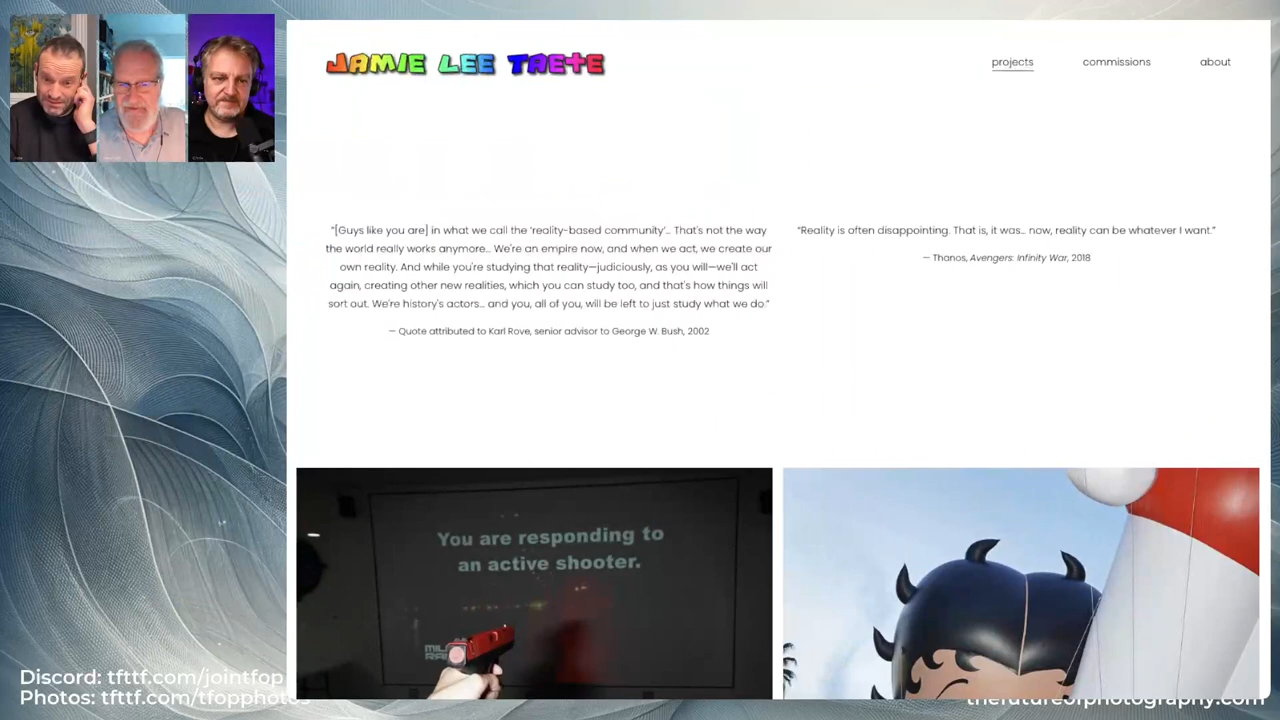 JAMIE LEE TAETE
projects
commissions
about
“[Guys like you are] in what we call the ‘reality-based community’... That's not the way
the world really works anymore... We're an empire now, and when we act, we create our
own reality. And while you're studying that reality—judiciously, as you will—we'll act
again, creating other new realities, which you can study too, and that's how things will
sort out. We're history's actors... and you, all of you, will be left to just study what we do.”
— Quote attributed to Karl Rove, senior advisor to George W. Bush, 2002
“Reality is often disappointing. That is, it was... now, reality can be whatever I want.”
— Thanos, Avengers: Infinity War, 2018
You are responding to
an active shooter.
Discord: tfttf.com/jointfop
Photos: tfttf.com/tfopphotos
thefutureofphotography.com